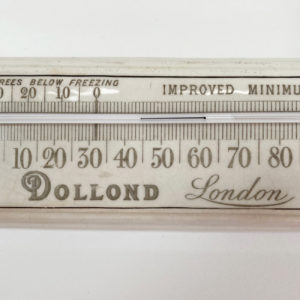 REES BELOW FREEZING
IMPROVED MINIMU
0 20 10 0
10 20 30 40 50 60 70 80
DOLLOND London